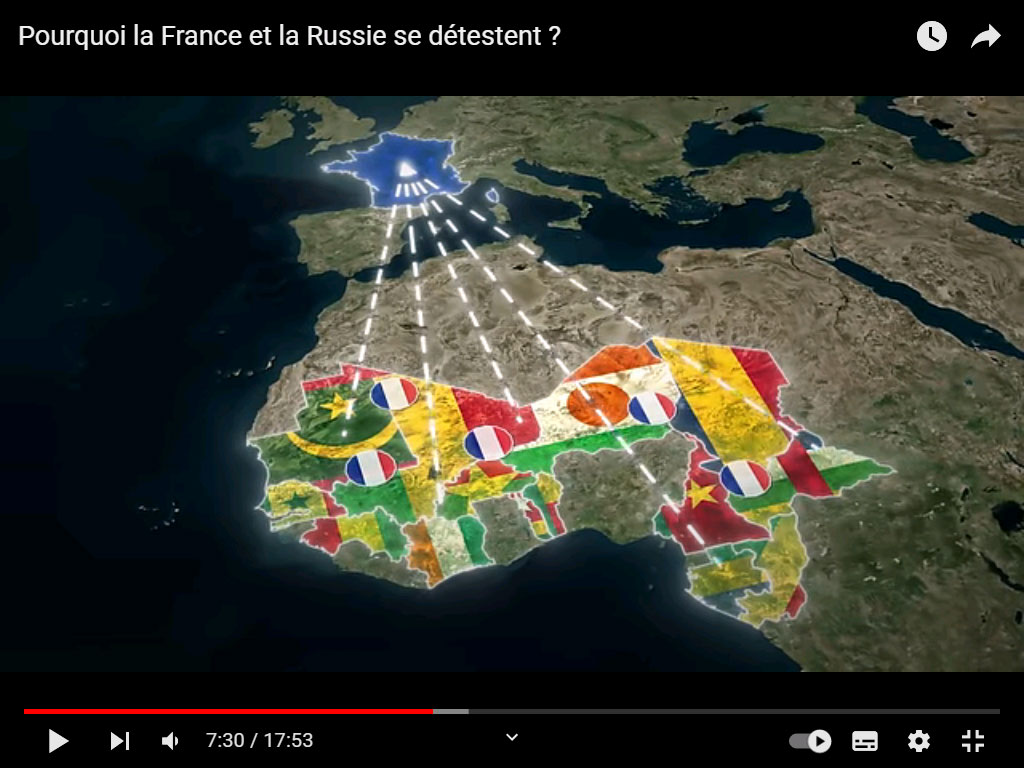 Pourquoi la France et la Russie se détestent ?
7:30 / 17:53